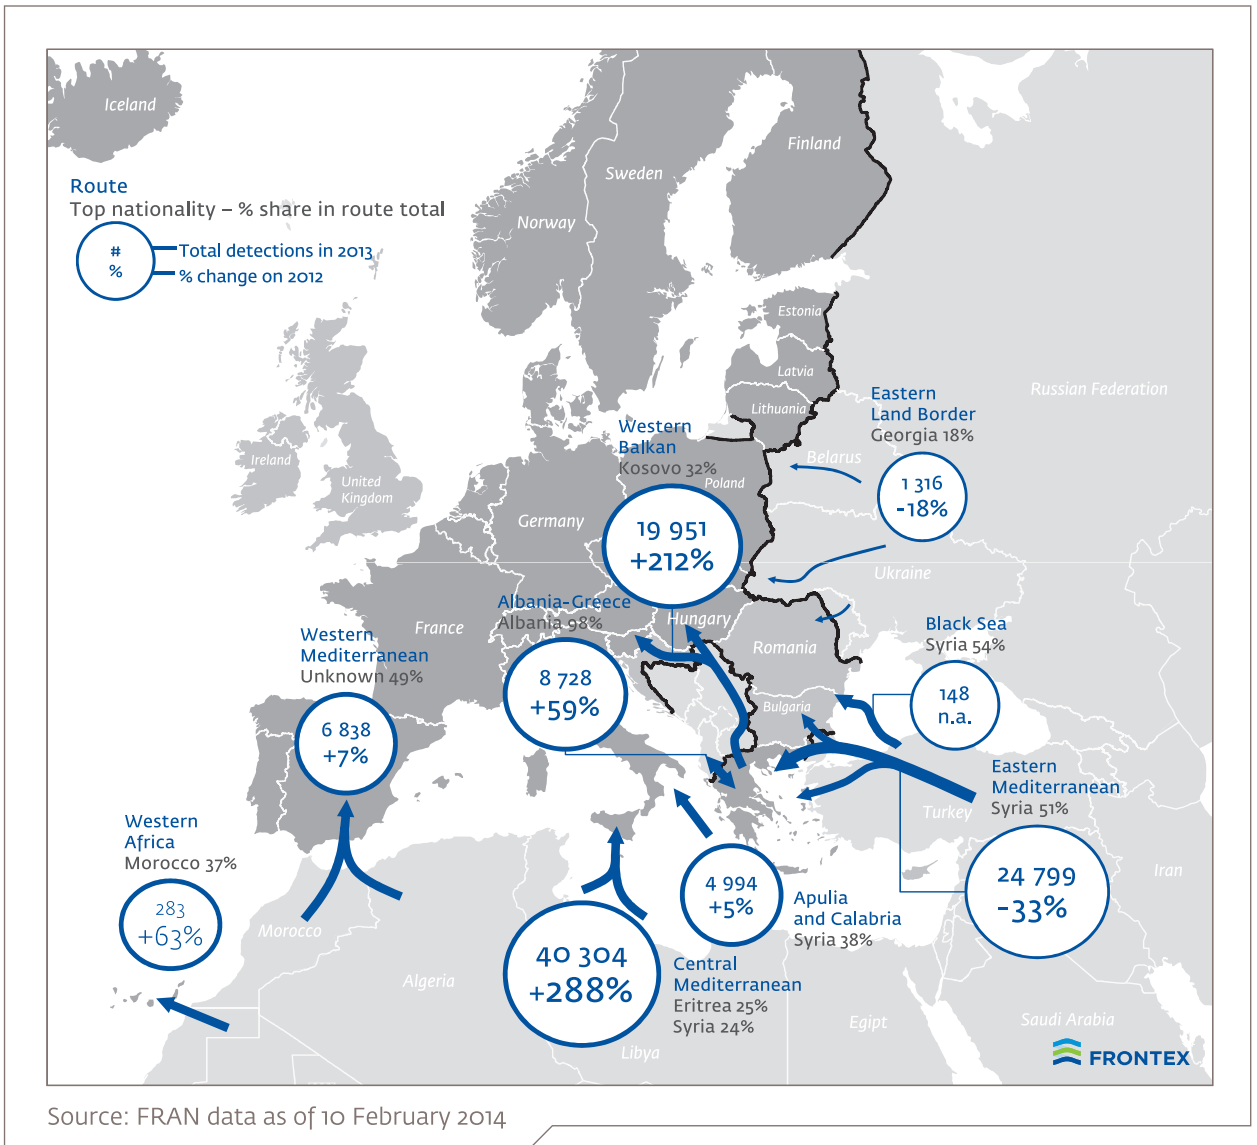 Iceland
Finland
Sweden
Norway
Route
Top nationality – % share in route total
#
%
Total detections in 2013
% change on 2012
Estonia
Latvia
Lithuania
Russian Federation
Eastern
Land Border
Georgia 18%
1 316
-18%
Belarus
Western
Balkan
Kosovo 32%
19 951
+212%
Poland
Ireland
United
Kingdom
Germany
Ukraine
Albania-Greece
Albania 98%
8 728
+59%
Hungary
France
Western
Mediterranean
Unknown 49%
6 838
+7%
Romania
Black Sea
Syria 54%
148
n.a.
Bulgaria
Eastern
Mediterranean
Syria 51%
24 799
-33%
Turkey
Iran
Western
Africa
Morocco 37%
283
+63%
Morocco
4 994
+5%
Apulia
and Calabria
Syria 38%
40 304
+288%
Central
Mediterranean
Eritrea 25%
Syria 24%
Algeria
Libya
Egipt
Saudi Arabia
FRONTEX
Source: FRAN data as of 10 February 2014